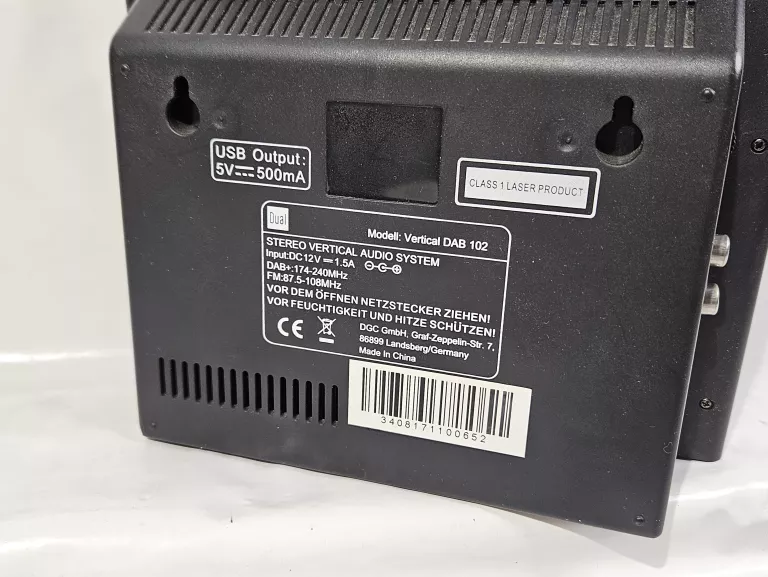 USB Output:
5V⎓500mA
CLASS 1 LASER PRODUCT
Dual
Modell: Vertical DAB 102
STEREO VERTICAL AUDIO SYSTEM
Input:DC12V⎓1.5A
DAB+:174-240MHz
FM:87.5-108MHz
VOR DEM ÖFFNEN NETZSTECKER ZIEHEN!
VOR FEUCHTIGKEIT UND HITZE SCHÜTZEN!
CE
DGC GmbH, Graf-Zeppelin-Str. 7,
86899 Landsberg/Germany
Made In China
3408171100652